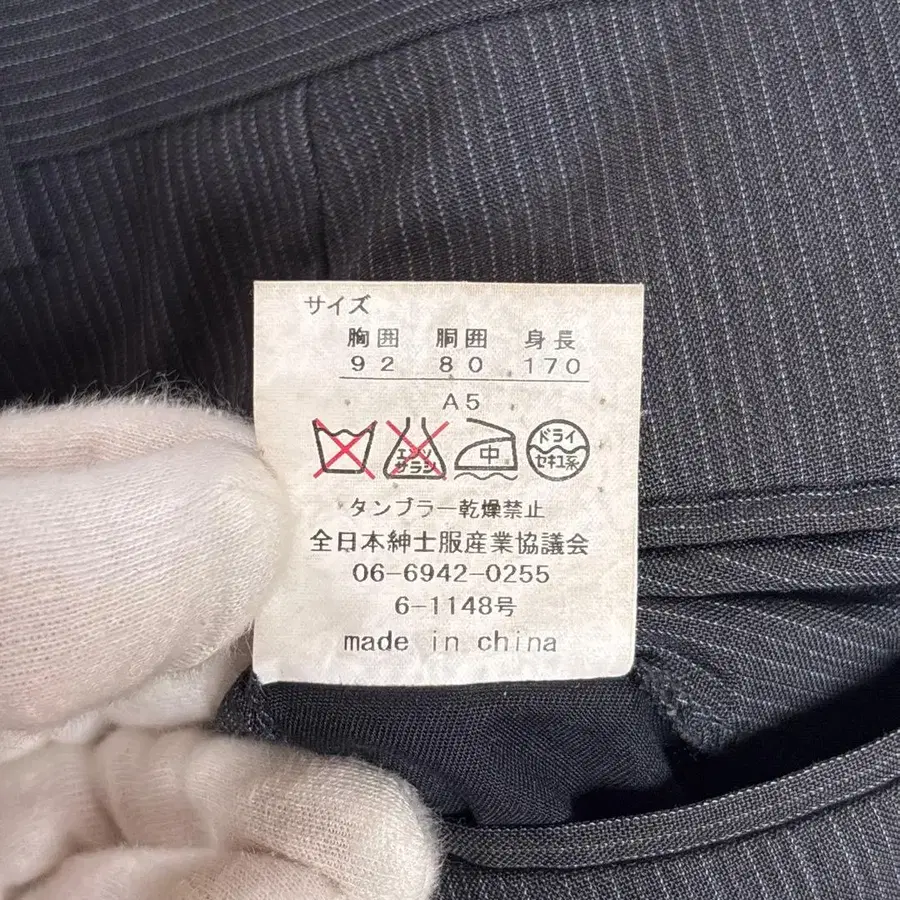 サイズ
胸囲 胴囲 身長
92 80 170
A5
エンソ サラシ 中 ドライ セキユ系
タンブラー乾燥禁止
全日本紳士服産業協議会
06-6942-0255
6-1148号
made in china